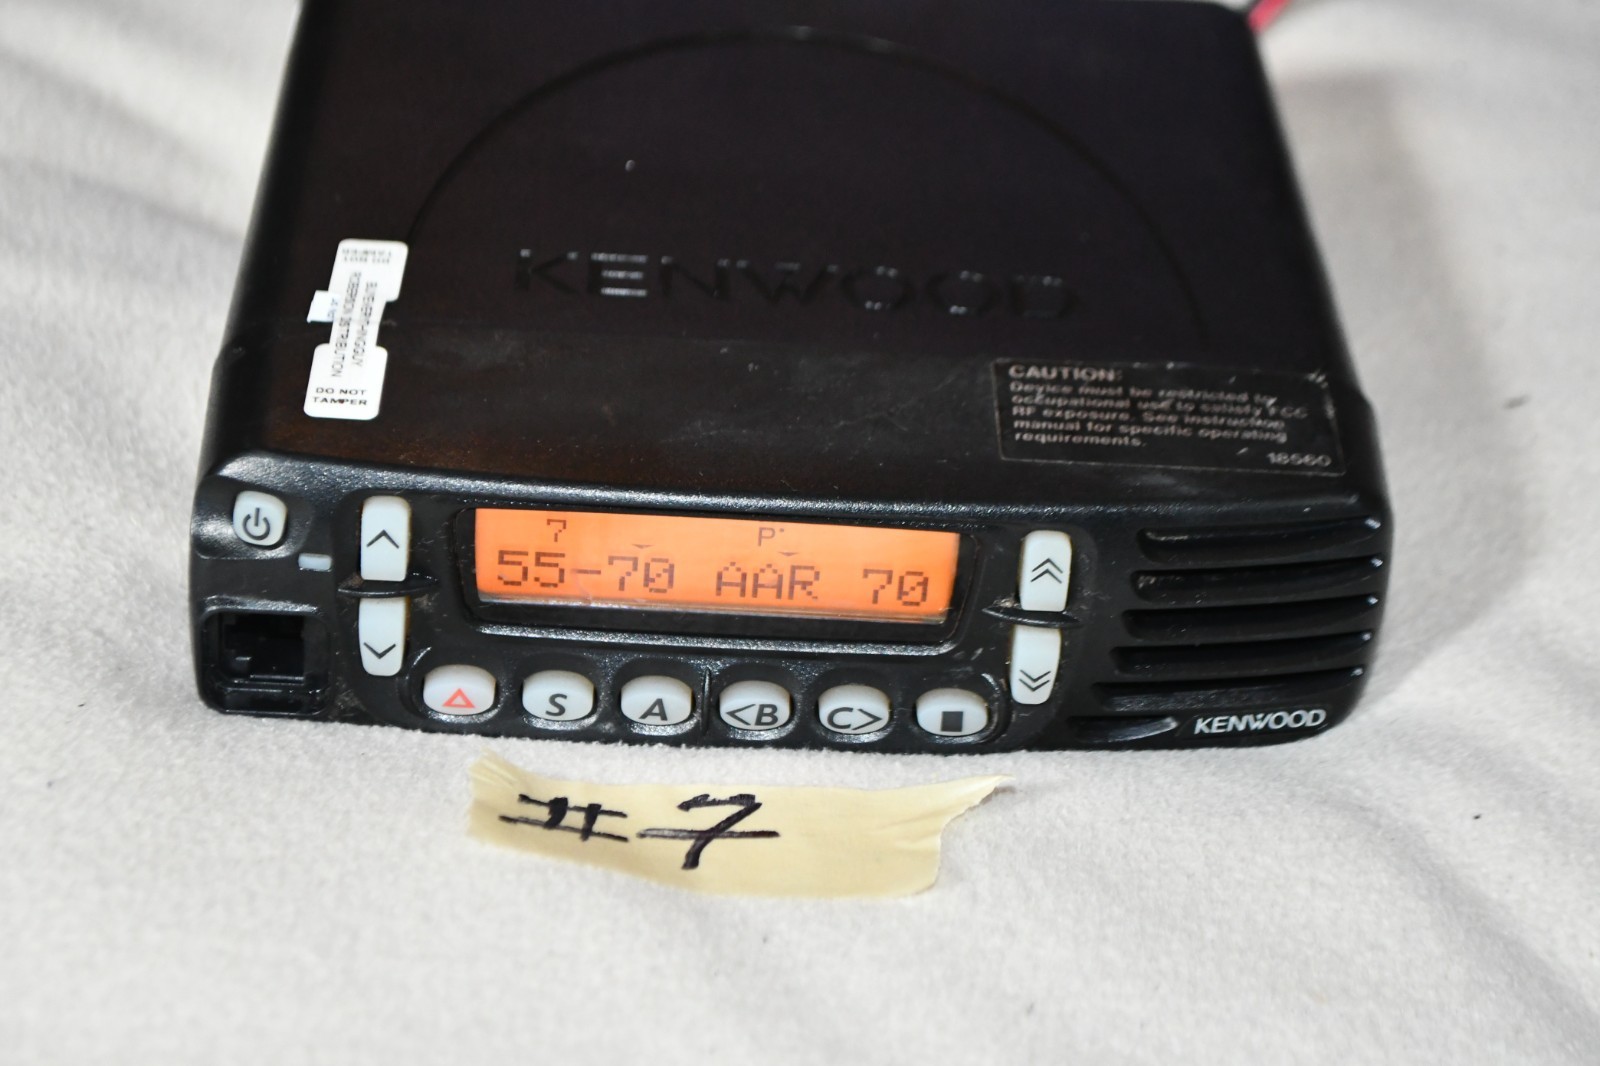 KENWOOD
DO NOT
TAMPER
CAUTION:
Device must be restricted to
occupational use to satisfy FCC
RF exposure. See instruction
manual for specific operating
requirements.
18560
7 P
55-70 AAR 70
S A <B C>
KENWOOD
#7